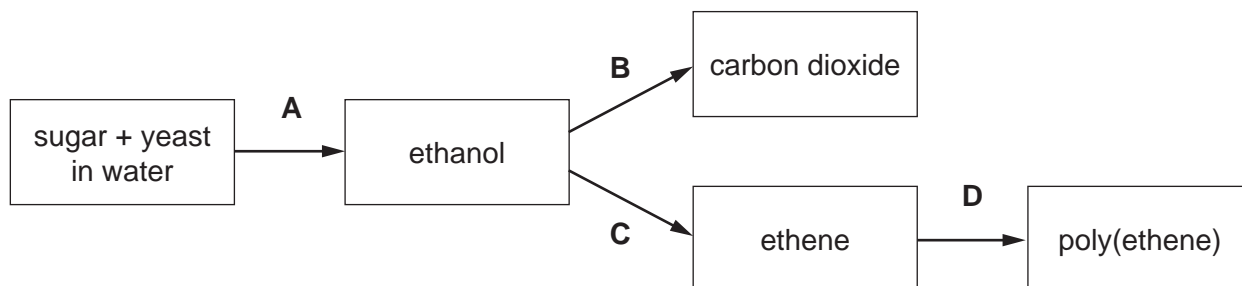 sugar + yeast
in water
A
ethanol
B
carbon dioxide
C
ethene
D
poly(ethene)